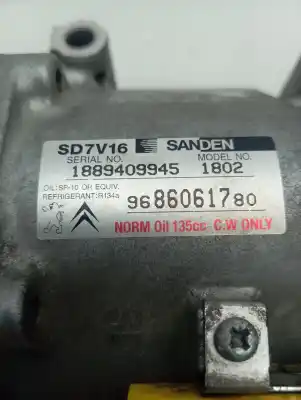 SD7V16 SANDEN
SERIAL NO. MODEL NO.
1889409945 1802
OIL: SP-10 OR EQUIV.
REFRIGERANT: R134a
9686061780
NORM Oil 135cc C.W ONLY